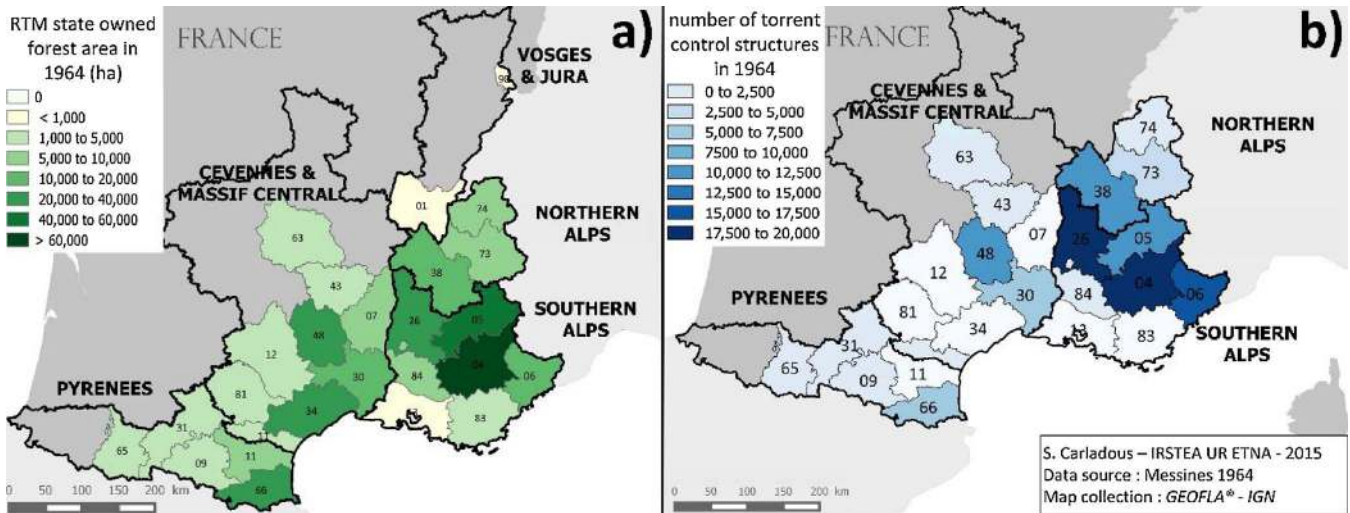 RTM state owned
forest area in
1964 (ha)
0
< 1,000
1,000 to 5,000
5,000 to 10,000
10,000 to 20,000
20,000 to 40,000
40,000 to 60,000
> 60,000
FRANCE
a)
VOSGES
& JURA
90
CEVENNES &
MASSIF CENTRAL
01
74
NORTHERN
ALPS
63
73
38
43
SOUTHERN
ALPS
07
26
05
48
12
04
PYRENEES
84
30
06
81
34
83
31
11
65
09
11
66
0 50 100 150 200 km
number of torrent
control structures
in 1964
0 to 2,500
2,500 to 5,000
5,000 to 7,500
7500 to 10,000
10,000 to 12,500
12,500 to 15,000
15,000 to 17,500
17,500 to 20,000
FRANCE
b)
CEVENNES &
MASSIF CENTRAL
74
NORTHERN
ALPS
63
73
38
43
07
26
05
48
12
04
PYRENEES
30
84
06
81
34
13
83
SOUTHERN
ALPS
31
65
09
11
66
0 50 100 150 200 km
S. Carladous – IRSTEA UR ETNA - 2015
Data source : Messines 1964
Map collection : GEOFLA® - IGN